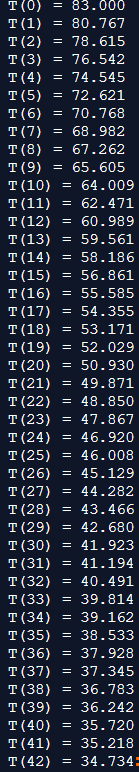 T(0) = 83.000
T(1) = 80.767
T(2) = 78.615
T(3) = 76.542
T(4) = 74.545
T(5) = 72.621
T(6) = 70.768
T(7) = 68.982
T(8) = 67.262
T(9) = 65.605
T(10) = 64.009
T(11) = 62.471
T(12) = 60.989
T(13) = 59.561
T(14) = 58.186
T(15) = 56.861
T(16) = 55.585
T(17) = 54.355
T(18) = 53.171
T(19) = 52.029
T(20) = 50.930
T(21) = 49.871
T(22) = 48.850
T(23) = 47.867
T(24) = 46.920
T(25) = 46.008
T(26) = 45.129
T(27) = 44.282
T(28) = 43.466
T(29) = 42.680
T(30) = 41.923
T(31) = 41.194
T(32) = 40.491
T(33) = 39.814
T(34) = 39.162
T(35) = 38.533
T(36) = 37.928
T(37) = 37.345
T(38) = 36.783
T(39) = 36.242
T(40) = 35.720
T(41) = 35.218
T(42) = 34.734